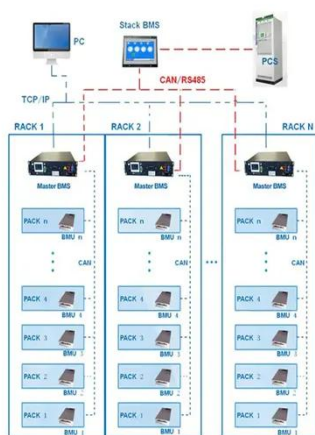 Stack BMS
PC
CAN/RS485
PCS
TCP/IP
RACK 1
RACK 2
RACK N
Master BMS
Master BMS
Master BMS
PACK n
BMU n
PACK n
BMU n
PACK n
BMU n
CAN
CAN
CAN
...
PACK 4
BMU 4
PACK 4
BMU 4
PACK 4
BMU 4
PACK 3
BMU 3
PACK 3
BMU 3
PACK 3
BMU 3
PACK 2
BMU 2
PACK 2
BMU 2
PACK 2
BMU 2
PACK 1
BMU 1
PACK 1
BMU 1
PACK 1
BMU 1